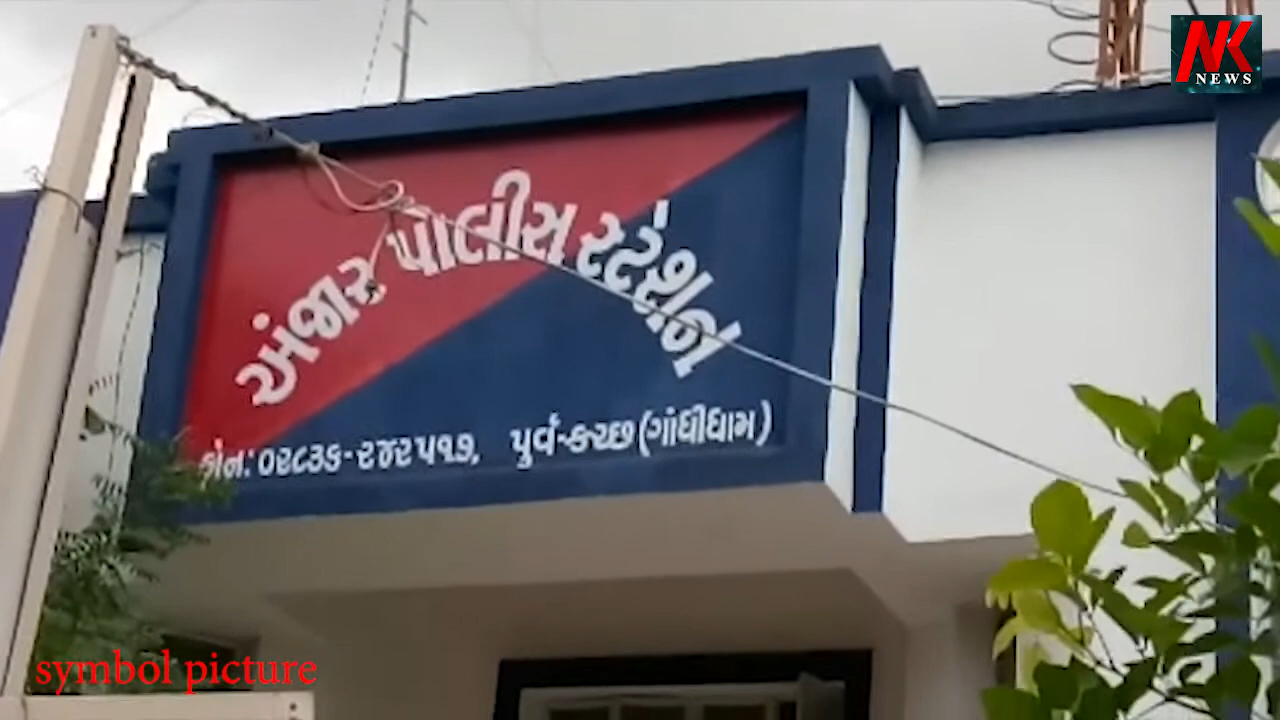 NK
NEWS
અંજાર પોલીસ સ્ટેશન
ફોન: ૦૨૮૩૬-૨૪૨૫૧૭, પુર્વ-કચ્છ (ગાંધીધામ)
symbol picture